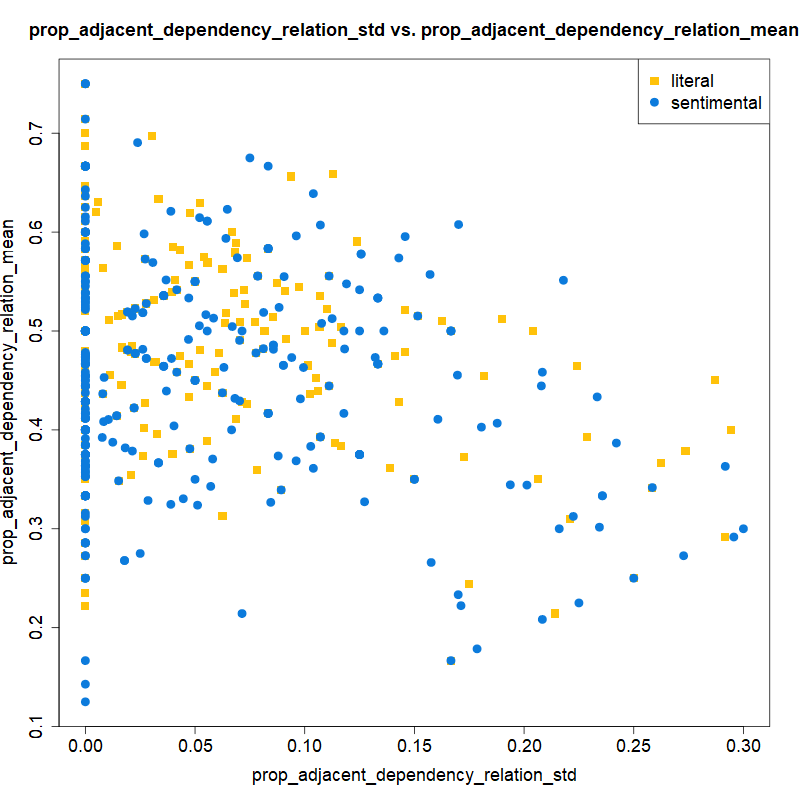 prop_adjacent_dependency_relation_std vs. prop_adjacent_dependency_relation_mean
literal
sentimental
prop_adjacent_dependency_relation_mean
0.7
0.6
0.5
0.4
0.3
0.2
0.1
0.00 0.05 0.10 0.15 0.20 0.25 0.30
prop_adjacent_dependency_relation_std